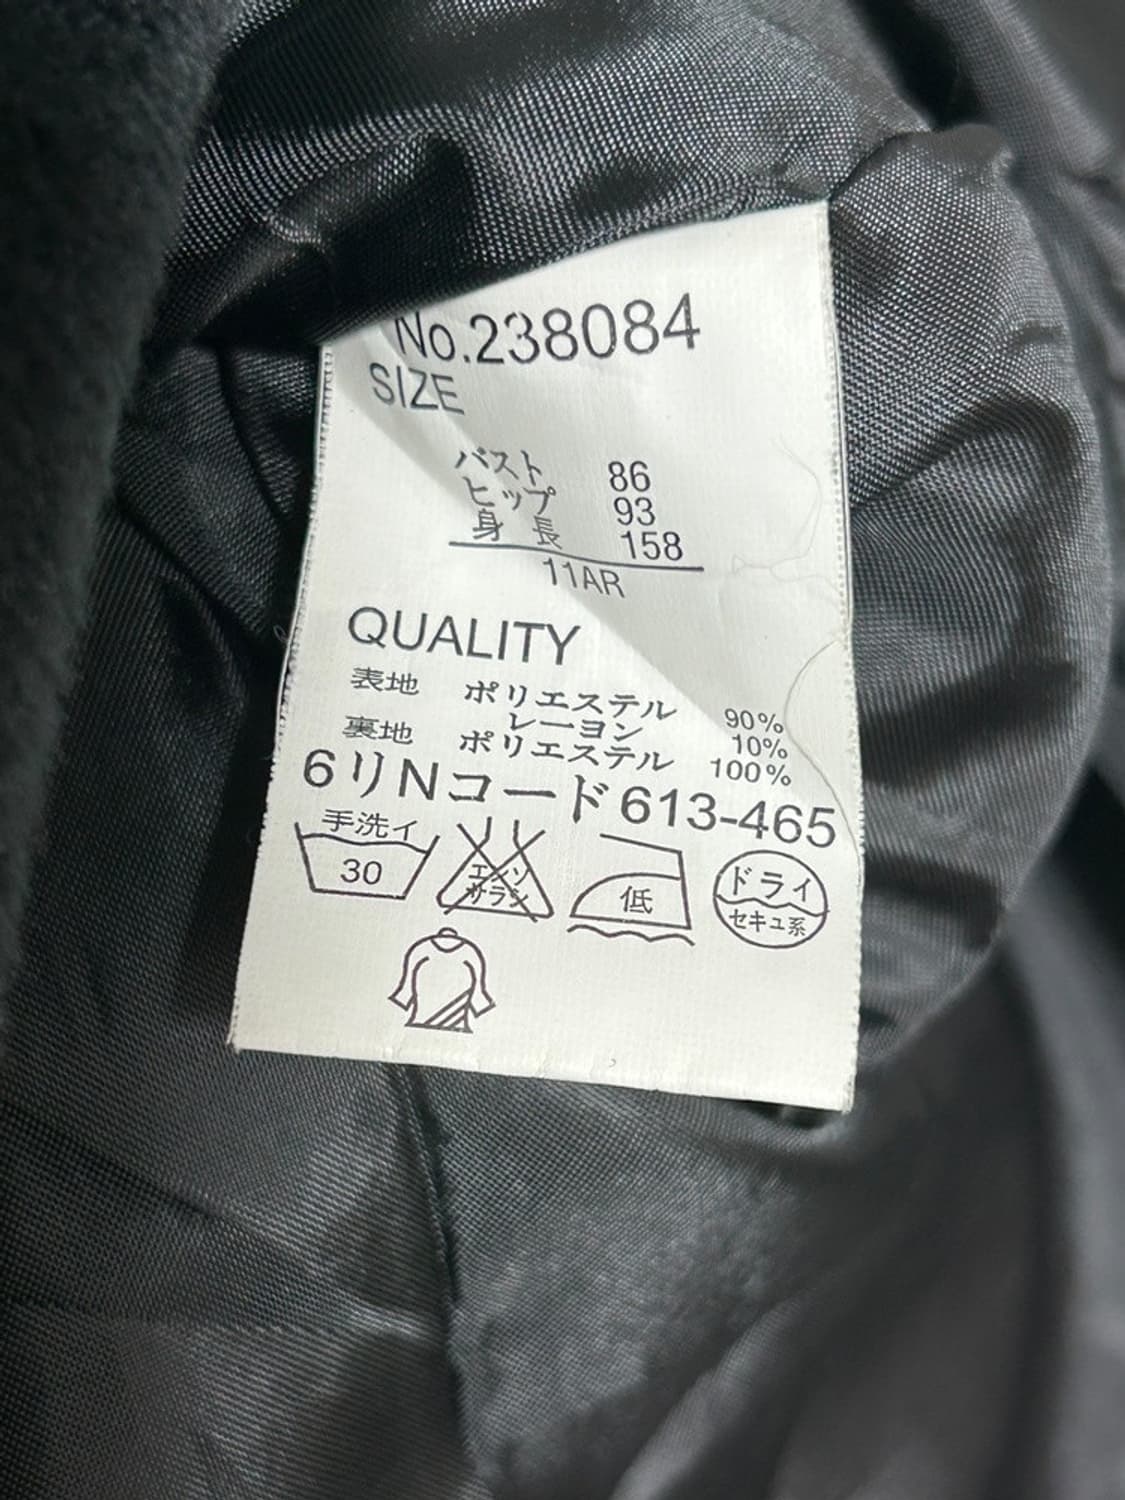 No.238084
SIZE
バスト 86
ヒップ 93
身長 158
11AR
QUALITY
表地 ポリエステル 90%
レーヨン 10%
裏地 ポリエステル 100%
6リNコード613-465
手洗イ
30
エンソ
サラシ
低
ドライ
セキユ系